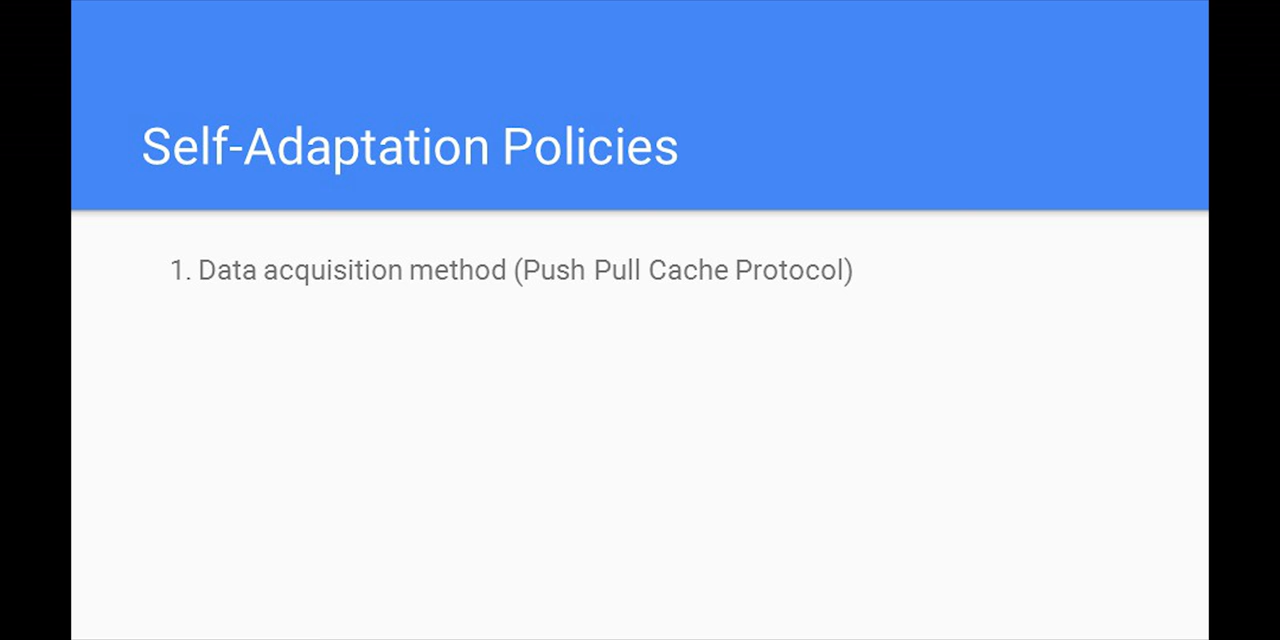 Self-Adaptation Policies
1. Data acquisition method (Push Pull Cache Protocol)